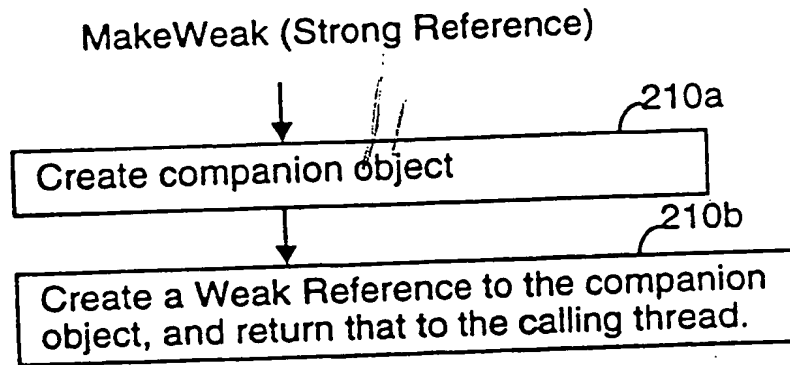 MakeWeak (Strong Reference)
210a
Create companion object
210b
Create a Weak Reference to the companion
object, and return that to the calling thread.